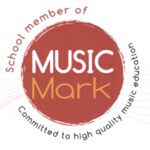 School member of
MUSIC
Mark
Committed to high quality music education